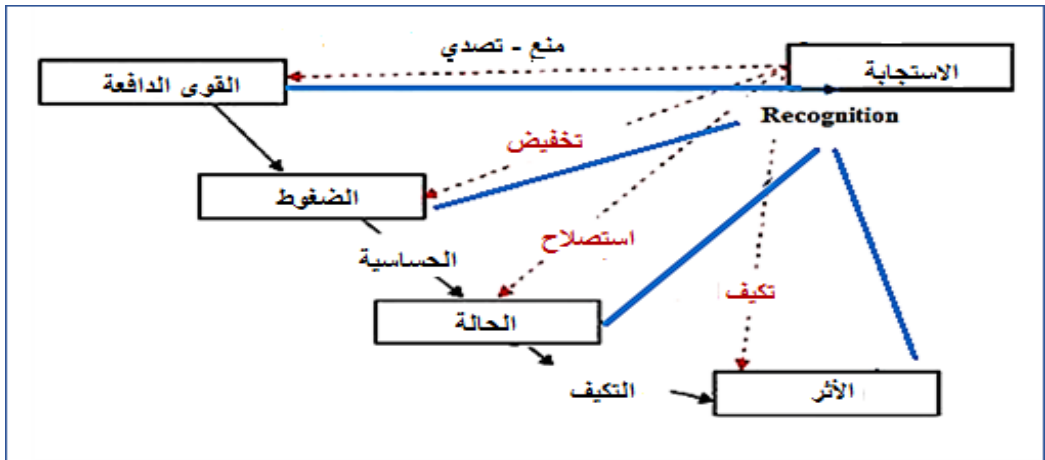 منع - تصدي
الاستجابة
القوى الدافعة
Recognition
تخفيض
الضغوط
استصلاح
الحساسية
تكيف
الحالة
التكيف
الأثر